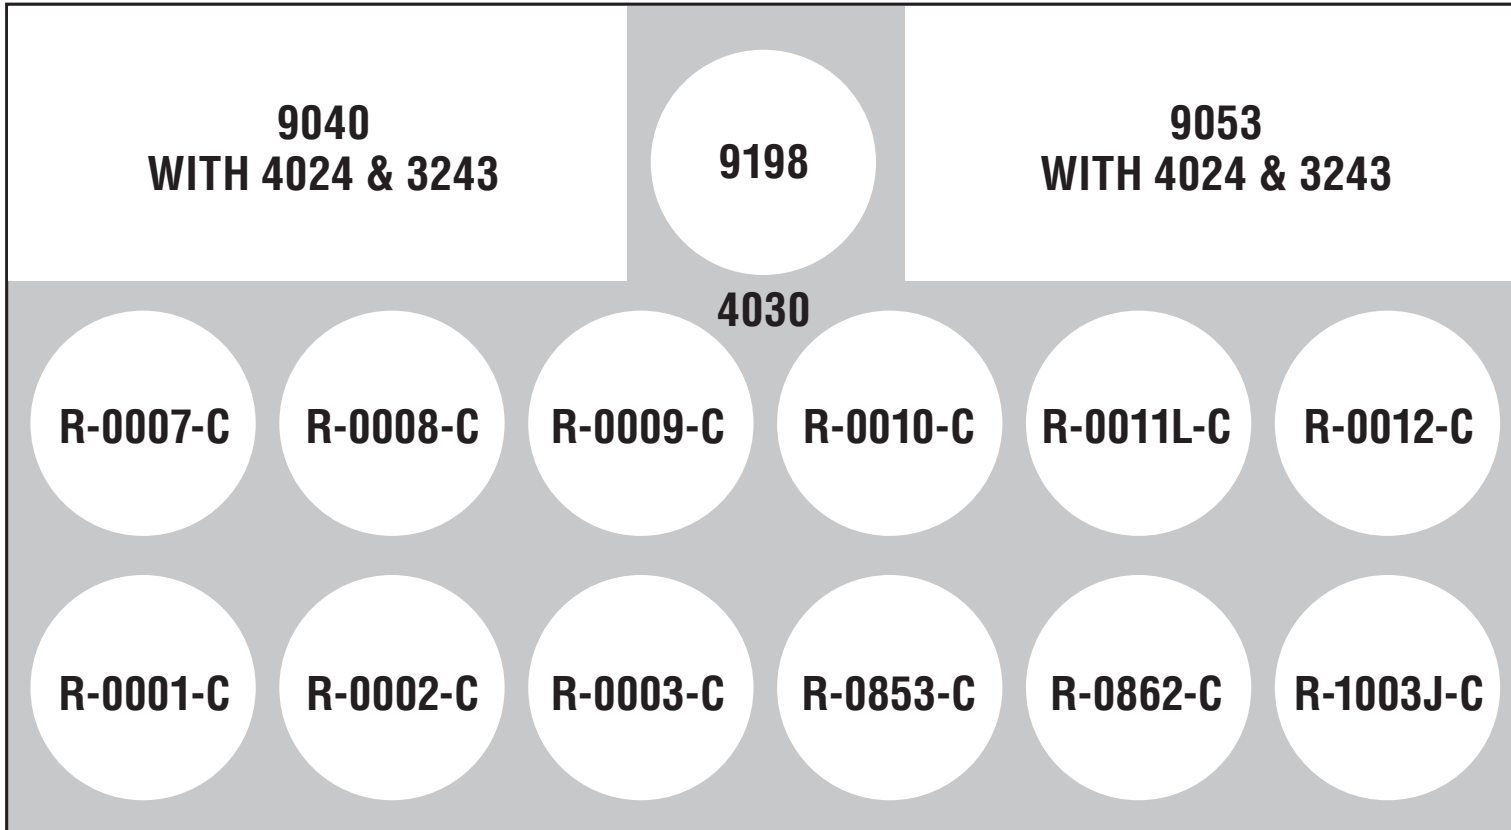 9040
WITH 4024 & 3243
9198
9053
WITH 4024 & 3243
4030
R-0007-C
R-0008-C
R-0009-C
R-0010-C
R-0011L-C
R-0012-C
R-0001-C
R-0002-C
R-0003-C
R-0853-C
R-0862-C
R-1003J-C